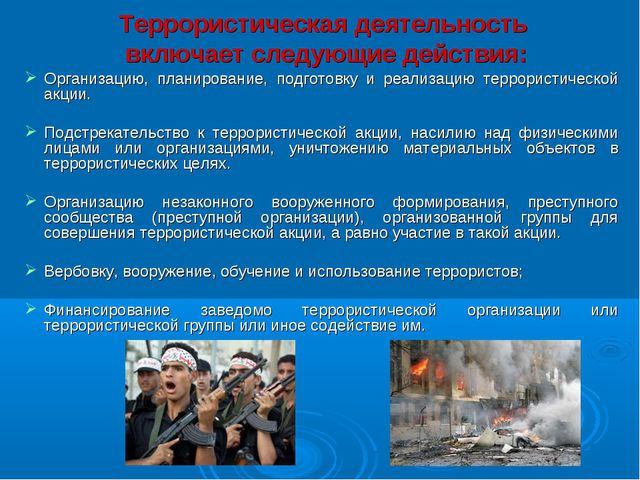 Террористическая деятельность
включает следующие действия:
Организацию, планирование, подготовку и реализацию террористической
акции.
Подстрекательство к террористической акции, насилию над физическими
лицами или организациями, уничтожению материальных объектов в
террористических целях.
Организацию незаконного вооруженного формирования, преступного
сообщества (преступной организации), организованной группы для
совершения террористической акции, а равно участие в такой акции.
Вербовку, вооружение, обучение и использование террористов;
Финансирование заведомо террористической организации или
террористической группы или иное содействие им.